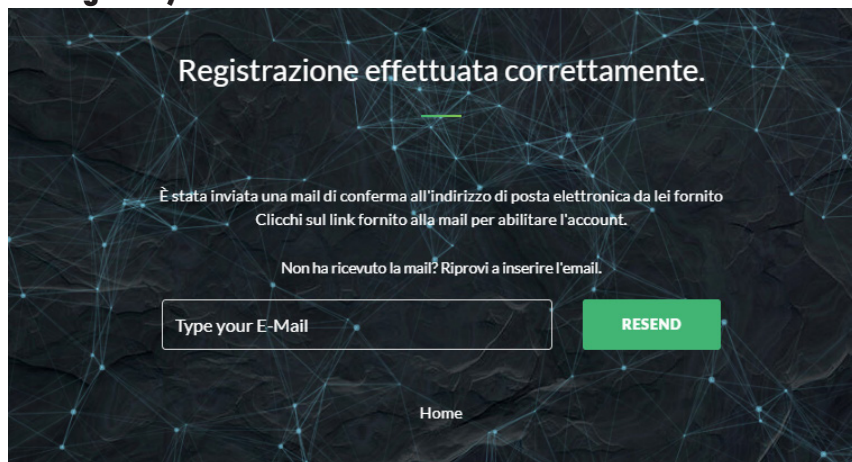 Registrazione effettuata correttamente.
È stata inviata una mail di conferma all'indirizzo di posta elettronica da lei fornito
Clicchi sul link fornito alla mail per abilitare l'account.
Non ha ricevuto la mail? Riprovi a inserire l'email.
Type your E-Mail
RESEND
Home